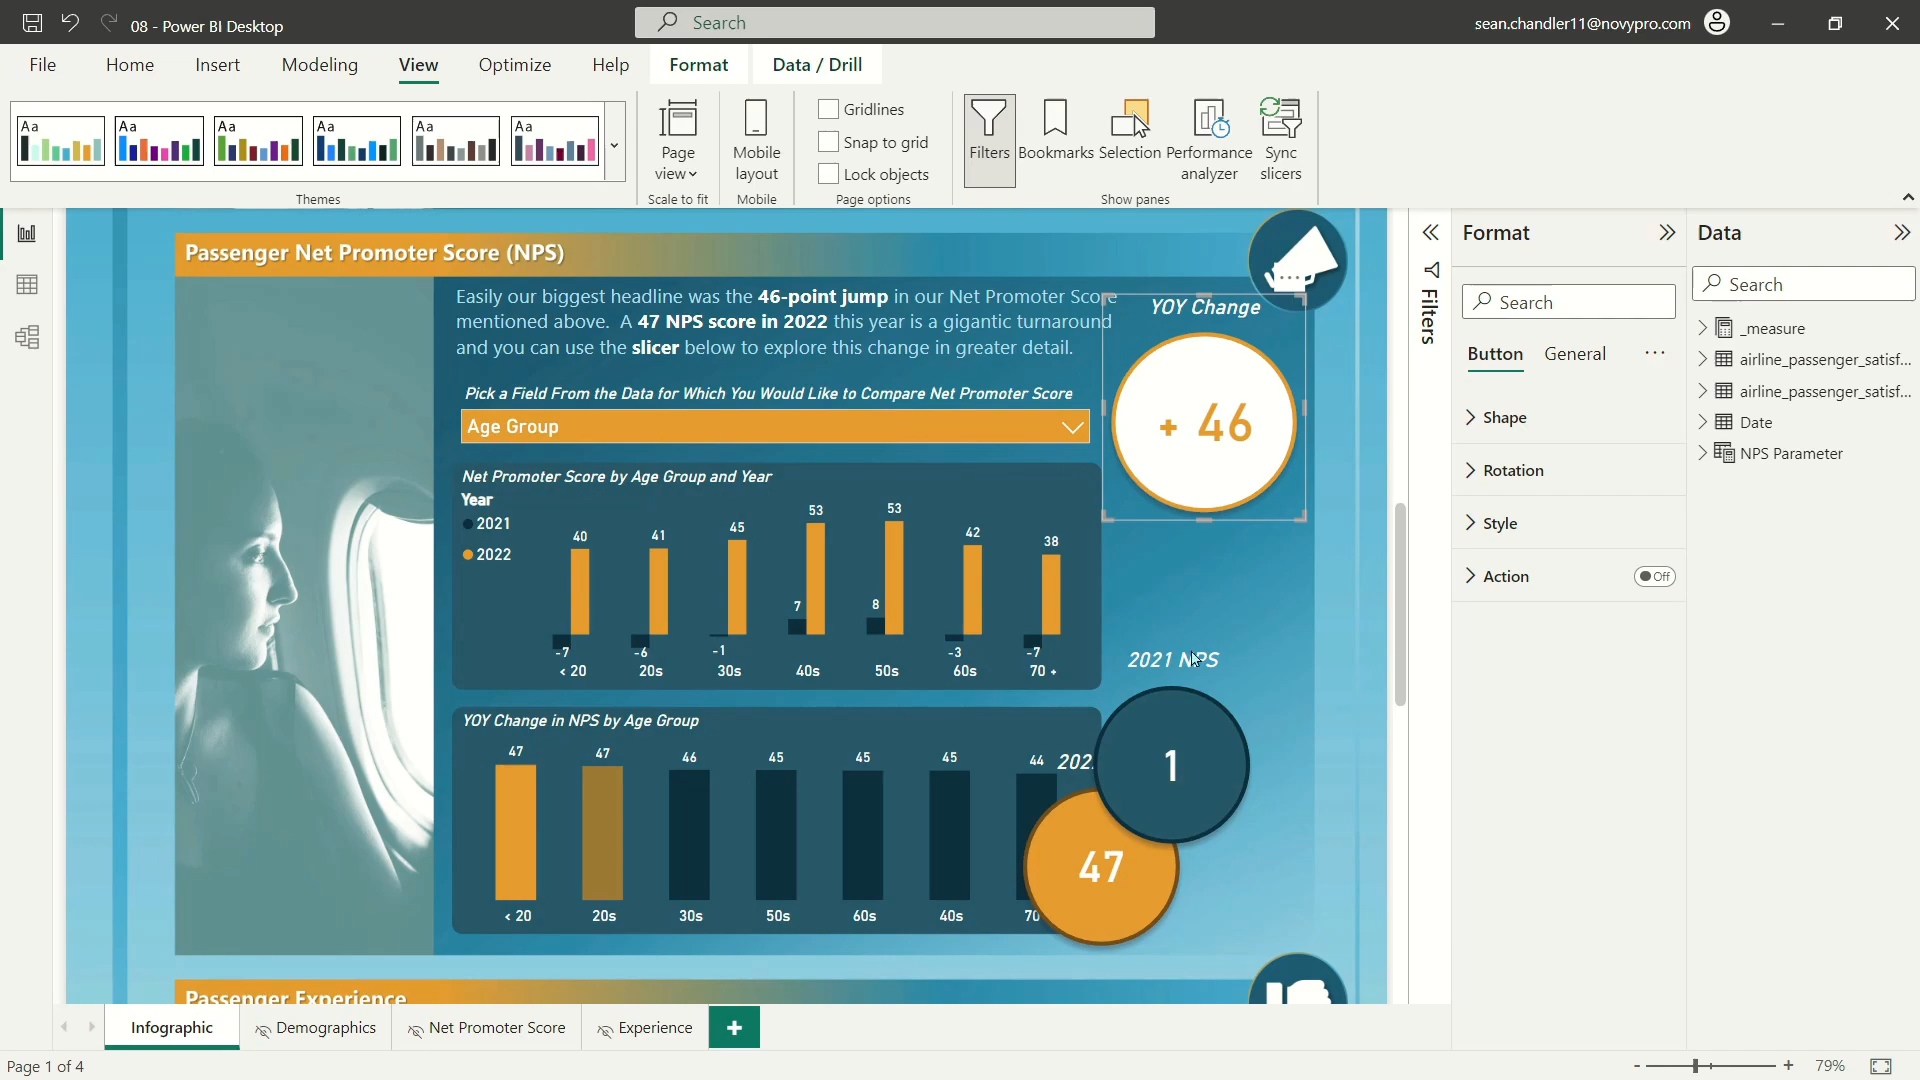 08 - Power BI Desktop
Search
sean.chandler11@novypro.com
File
Home
Insert
Modeling
View
Optimize
Help
Format
Data / Drill
Aa
Aa
Aa
Aa
Aa
Aa
Themes
Page view
Scale to fit
Mobile layout
Mobile
Gridlines
Snap to grid
Lock objects
Page options
Filters
Bookmarks
Selection
Performance analyzer
Sync slicers
Show panes
Passenger Net Promoter Score (NPS)
Easily our biggest headline was the 46-point jump in our Net Promoter Score
mentioned above. A 47 NPS score in 2022 this year is a gigantic turnaround
and you can use the slicer below to explore this change in greater detail.
YOY Change
+ 46
Pick a Field From the Data for Which You Would Like to Compare Net Promoter Score
Age Group
Net Promoter Score by Age Group and Year
Year
2021
2022
40
41
45
53
53
42
38
7
8
-7
-6
-1
-3
-7
< 20
20s
30s
40s
50s
60s
70 +
2021 NPS
1
YOY Change in NPS by Age Group
47
47
46
45
45
45
44
202
47
< 20
20s
30s
50s
60s
40s
70
Passenger Experience
Filters
Format
Search
Button
General
...
Shape
Rotation
Style
Action
Off
Data
Search
_measure
airline_passenger_satisf...
airline_passenger_satisf...
Date
NPS Parameter
Infographic
Demographics
Net Promoter Score
Experience
+
Page 1 of 4
- + 79%